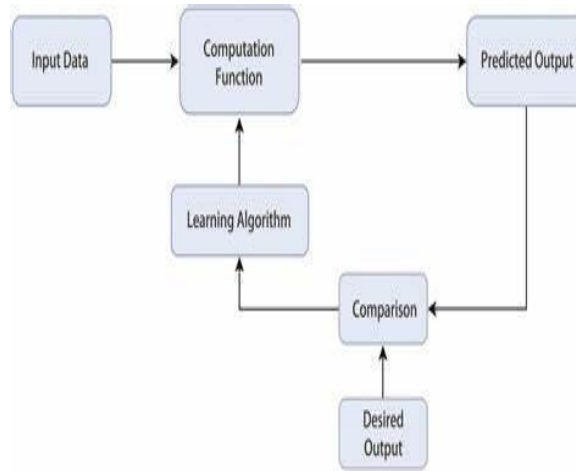 Input Data
Computation
Function
Predicted Output
Learning Algorithm
Comparison
Desired
Output